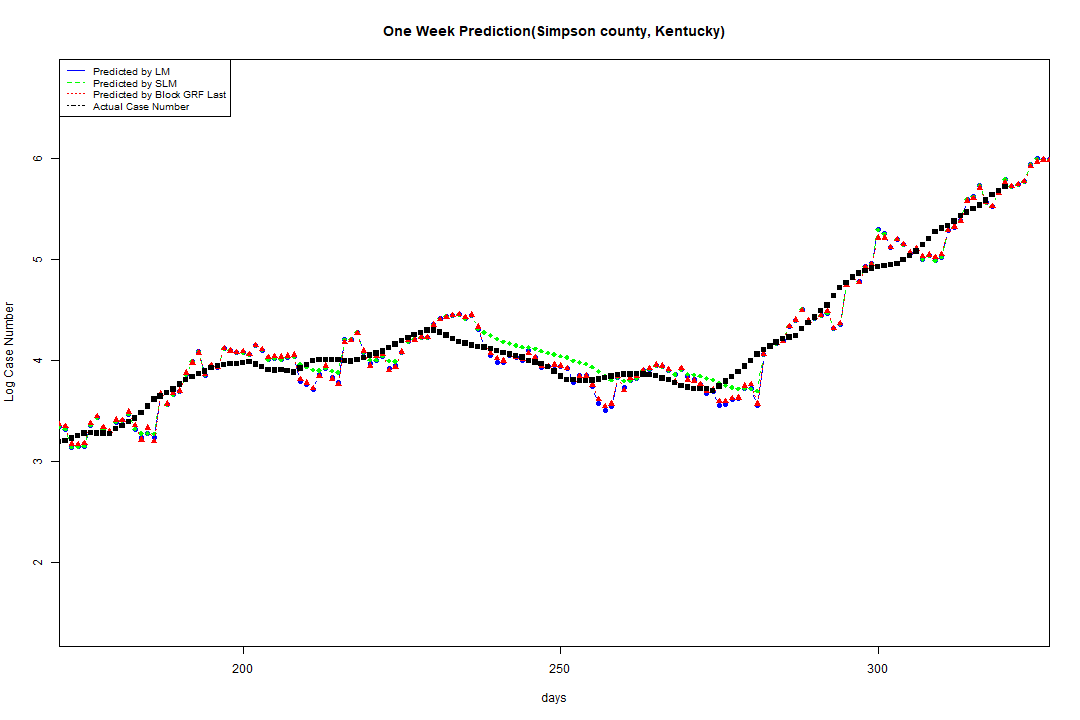 One Week Prediction(Simpson county, Kentucky)
Predicted by LM
Predicted by SLM
Predicted by Block GRF Last
Actual Case Number
6
5
4
3
2
Log Case Number
200
250
300
days